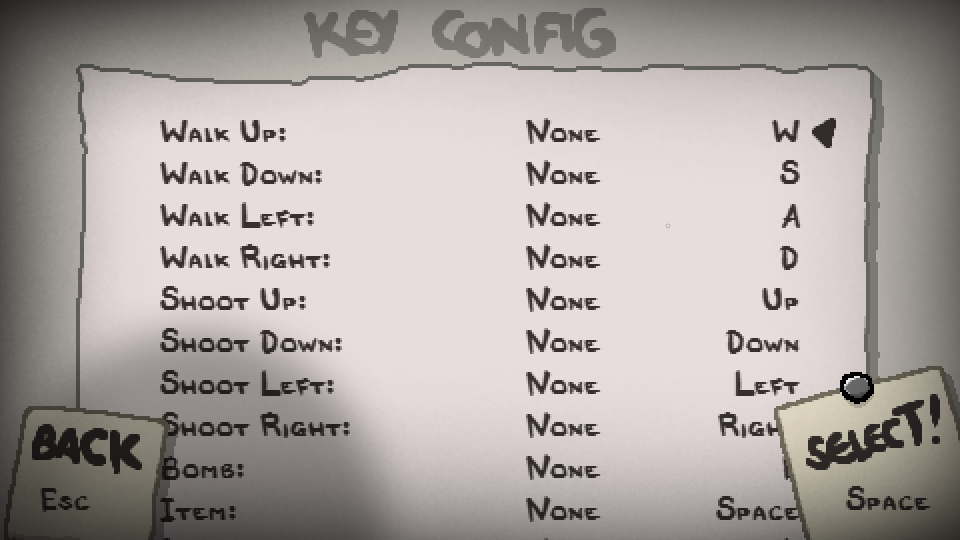 KEY CONFIG
Walk Up: None W
Walk Down: None S
Walk Left: None A
Walk Right: None D
Shoot Up: None Up
Shoot Down: None Down
Shoot Left: None Left
Shoot Right: None Righ
Bomb: None
Item: None Space
BACK
Esc
SELECT!
Space